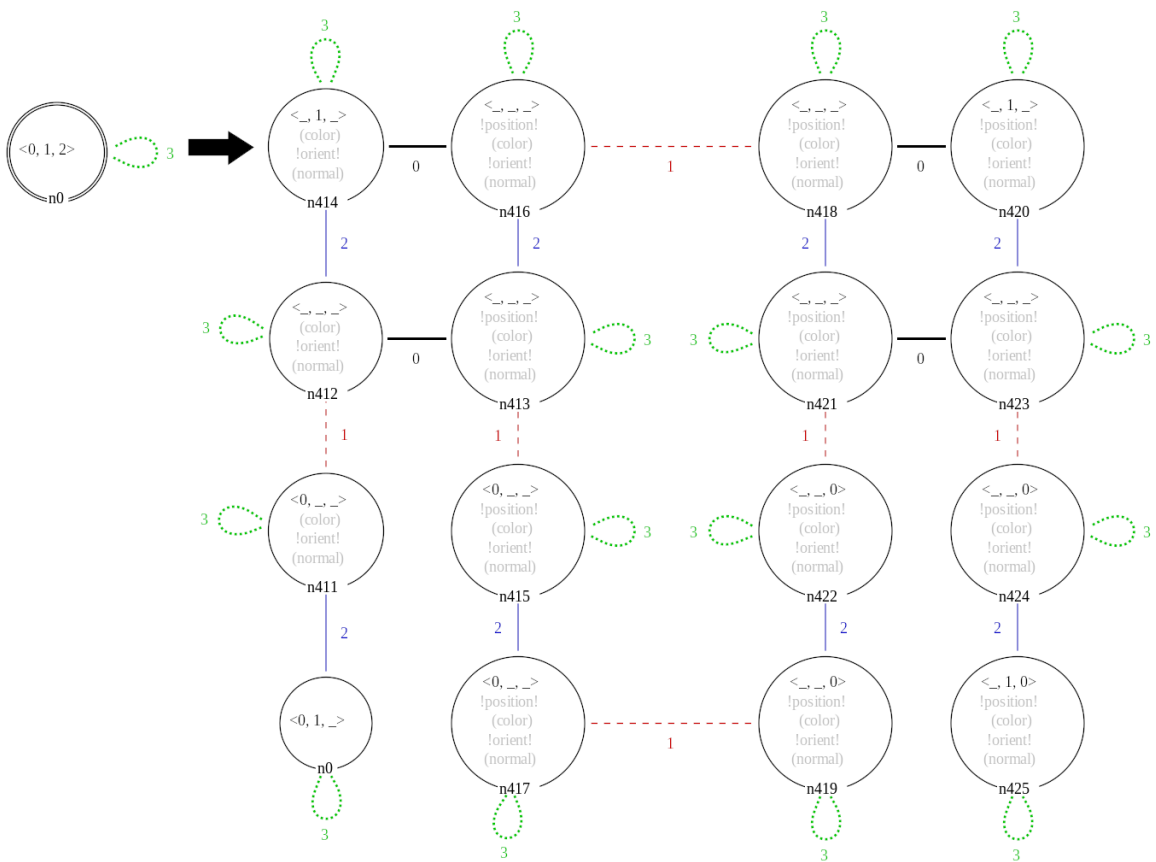 3
3
3
3
<_, 1, _>
(color)
!orient!
(normal)
n414
<_, _, _>
!position!
(color)
!orient!
(normal)
n416
<_, _, _>
!position!
(color)
!orient!
(normal)
n418
<_, 1, _>
!position!
(color)
!orient!
(normal)
n420
<0, 1, 2>
3
n0
0
1
0
2
2
2
2
3
<_, _, _>
(color)
!orient!
(normal)
n412
0
<_, _, _>
!position!
(color)
!orient!
(normal)
n413
3
3
<_, _, _>
!position!
(color)
!orient!
(normal)
n421
0
<_, _, _>
!position!
(color)
!orient!
(normal)
n423
3
1
1
1
1
3
<0, _, _>
(color)
!orient!
(normal)
n411
<0, _, _>
!position!
(color)
!orient!
(normal)
n415
3
3
<_, _, 0>
!position!
(color)
!orient!
(normal)
n422
<_, _, 0>
!position!
(color)
!orient!
(normal)
n424
3
2
2
2
2
<0, 1, _>
n0
3
<0, _, _>
!position!
(color)
!orient!
(normal)
n417
3
1
<_, _, 0>
!position!
(color)
!orient!
(normal)
n419
3
<_, 1, 0>
!position!
(color)
!orient!
(normal)
n425
3